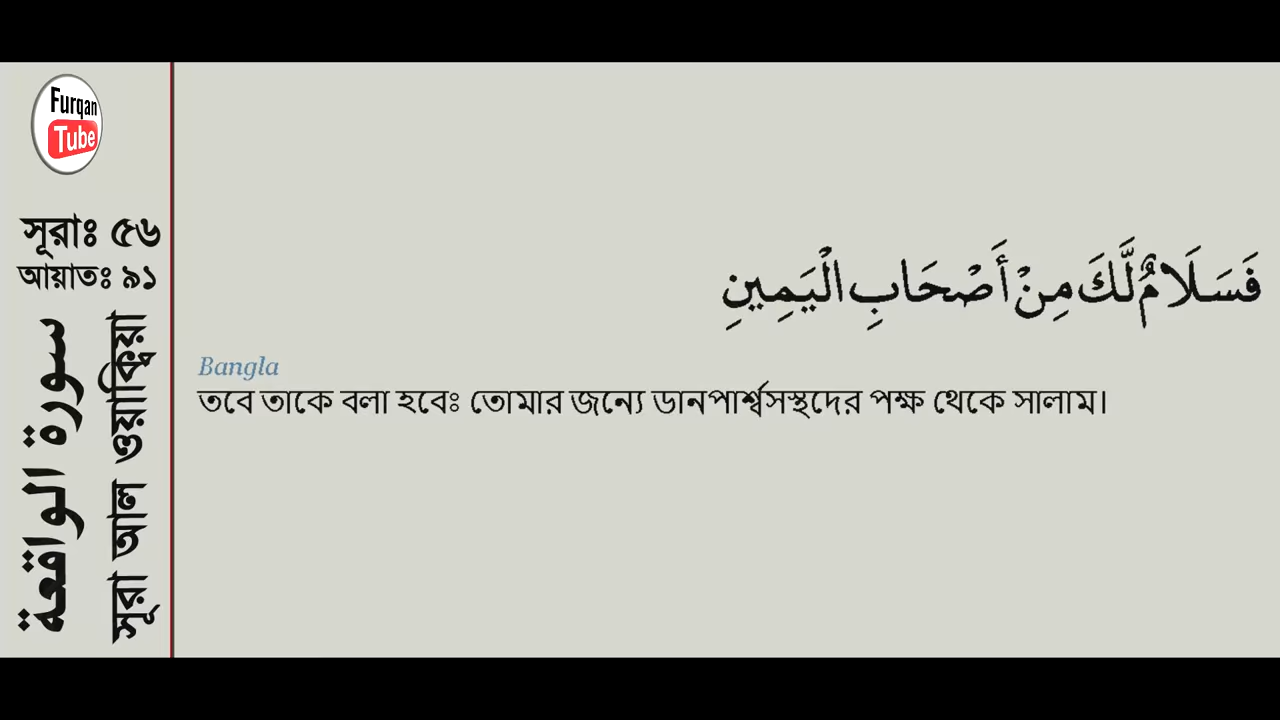 Furqan
Tube
সূরাঃ ৫৬
আয়াতঃ ৯১
سورة الواقعة
সূরা আল ওয়াক্বিয়া
فَسَلَامٌ لَّكَ مِنْ أَصْحَابِ الْيَمِينِ
Bangla
তবে তাকে বলা হবেঃ তোমার জন্যে ডানপার্শ্বসস্থদের পক্ষ থেকে সালাম।